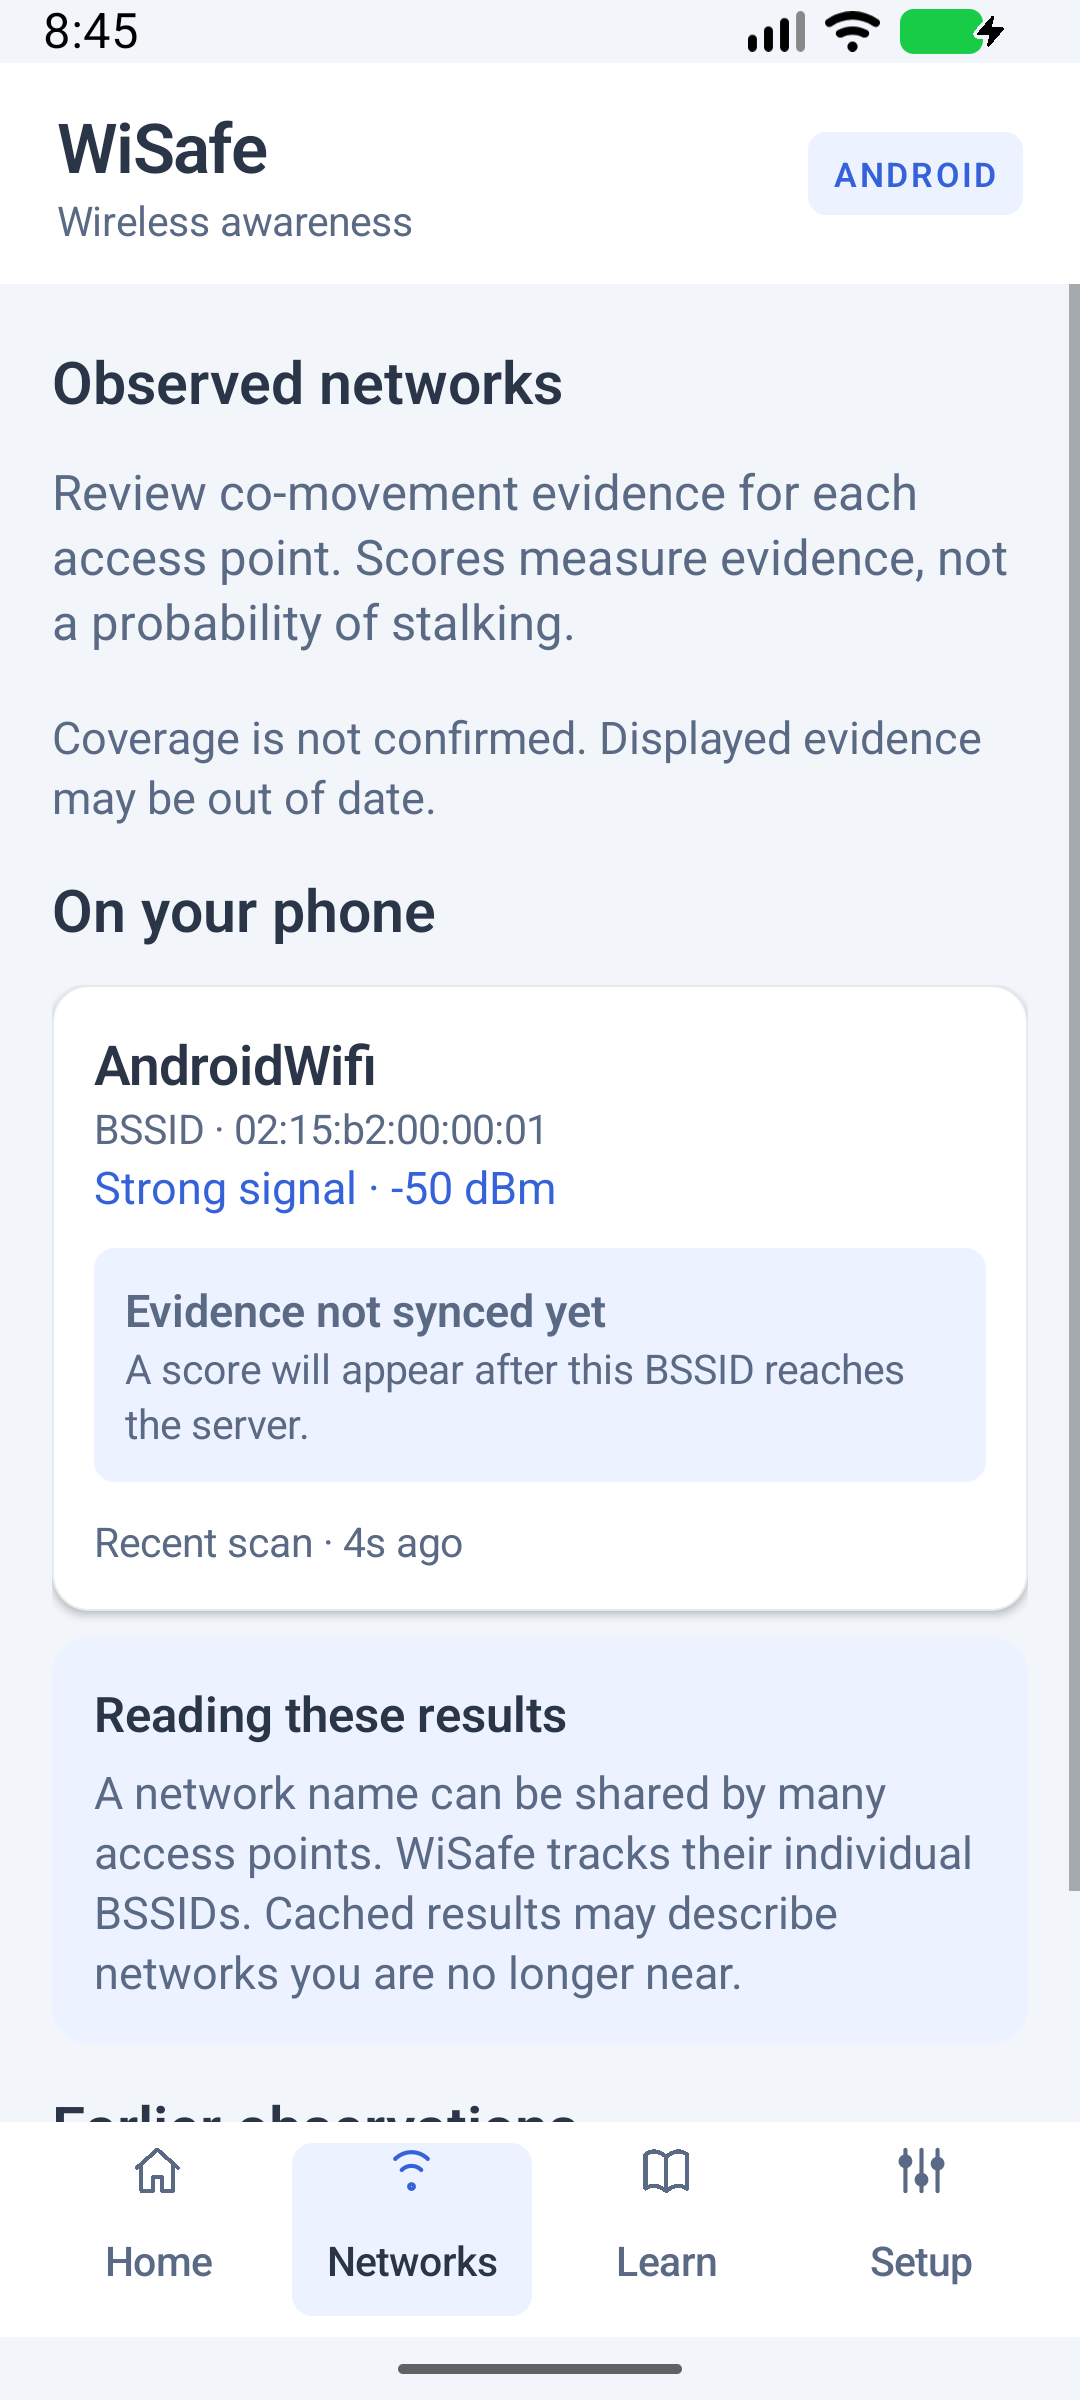 8:45
WiSafe
Wireless awareness
ANDROID
Observed networks
Review co-movement evidence for each
access point. Scores measure evidence, not
a probability of stalking.
Coverage is not confirmed. Displayed evidence
may be out of date.
On your phone
AndroidWifi
BSSID · 02:15:b2:00:00:01
Strong signal · -50 dBm
Evidence not synced yet
A score will appear after this BSSID reaches
the server.
Recent scan · 4s ago
Reading these results
A network name can be shared by many
access points. WiSafe tracks their individual
BSSIDs. Cached results may describe
networks you are no longer near.
Earlier observations
Home
Networks
Learn
Setup